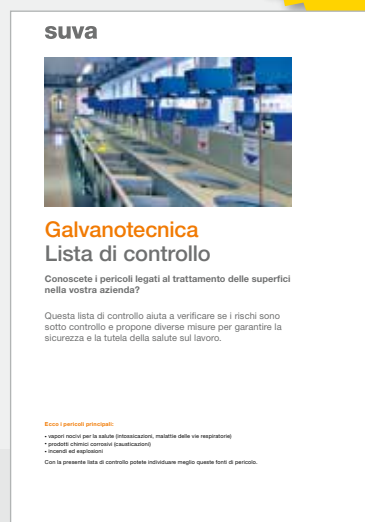 suva
Galvanotecnica
Lista di controllo
Conoscete i pericoli legati al trattamento delle superfici
nella vostra azienda?
Questa lista di controllo aiuta a verificare se i rischi sono
sotto controllo e propone diverse misure per garantire la
sicurezza e la tutela della salute sul lavoro.
Ecco i pericoli principali:
• vapori nocivi per la salute (intossicazioni, malattie delle vie respiratorie)
• prodotti chimici corrosivi (causticazioni)
• incendi ed esplosioni
Con la presente lista di controllo potete individuare meglio queste fonti di pericolo.